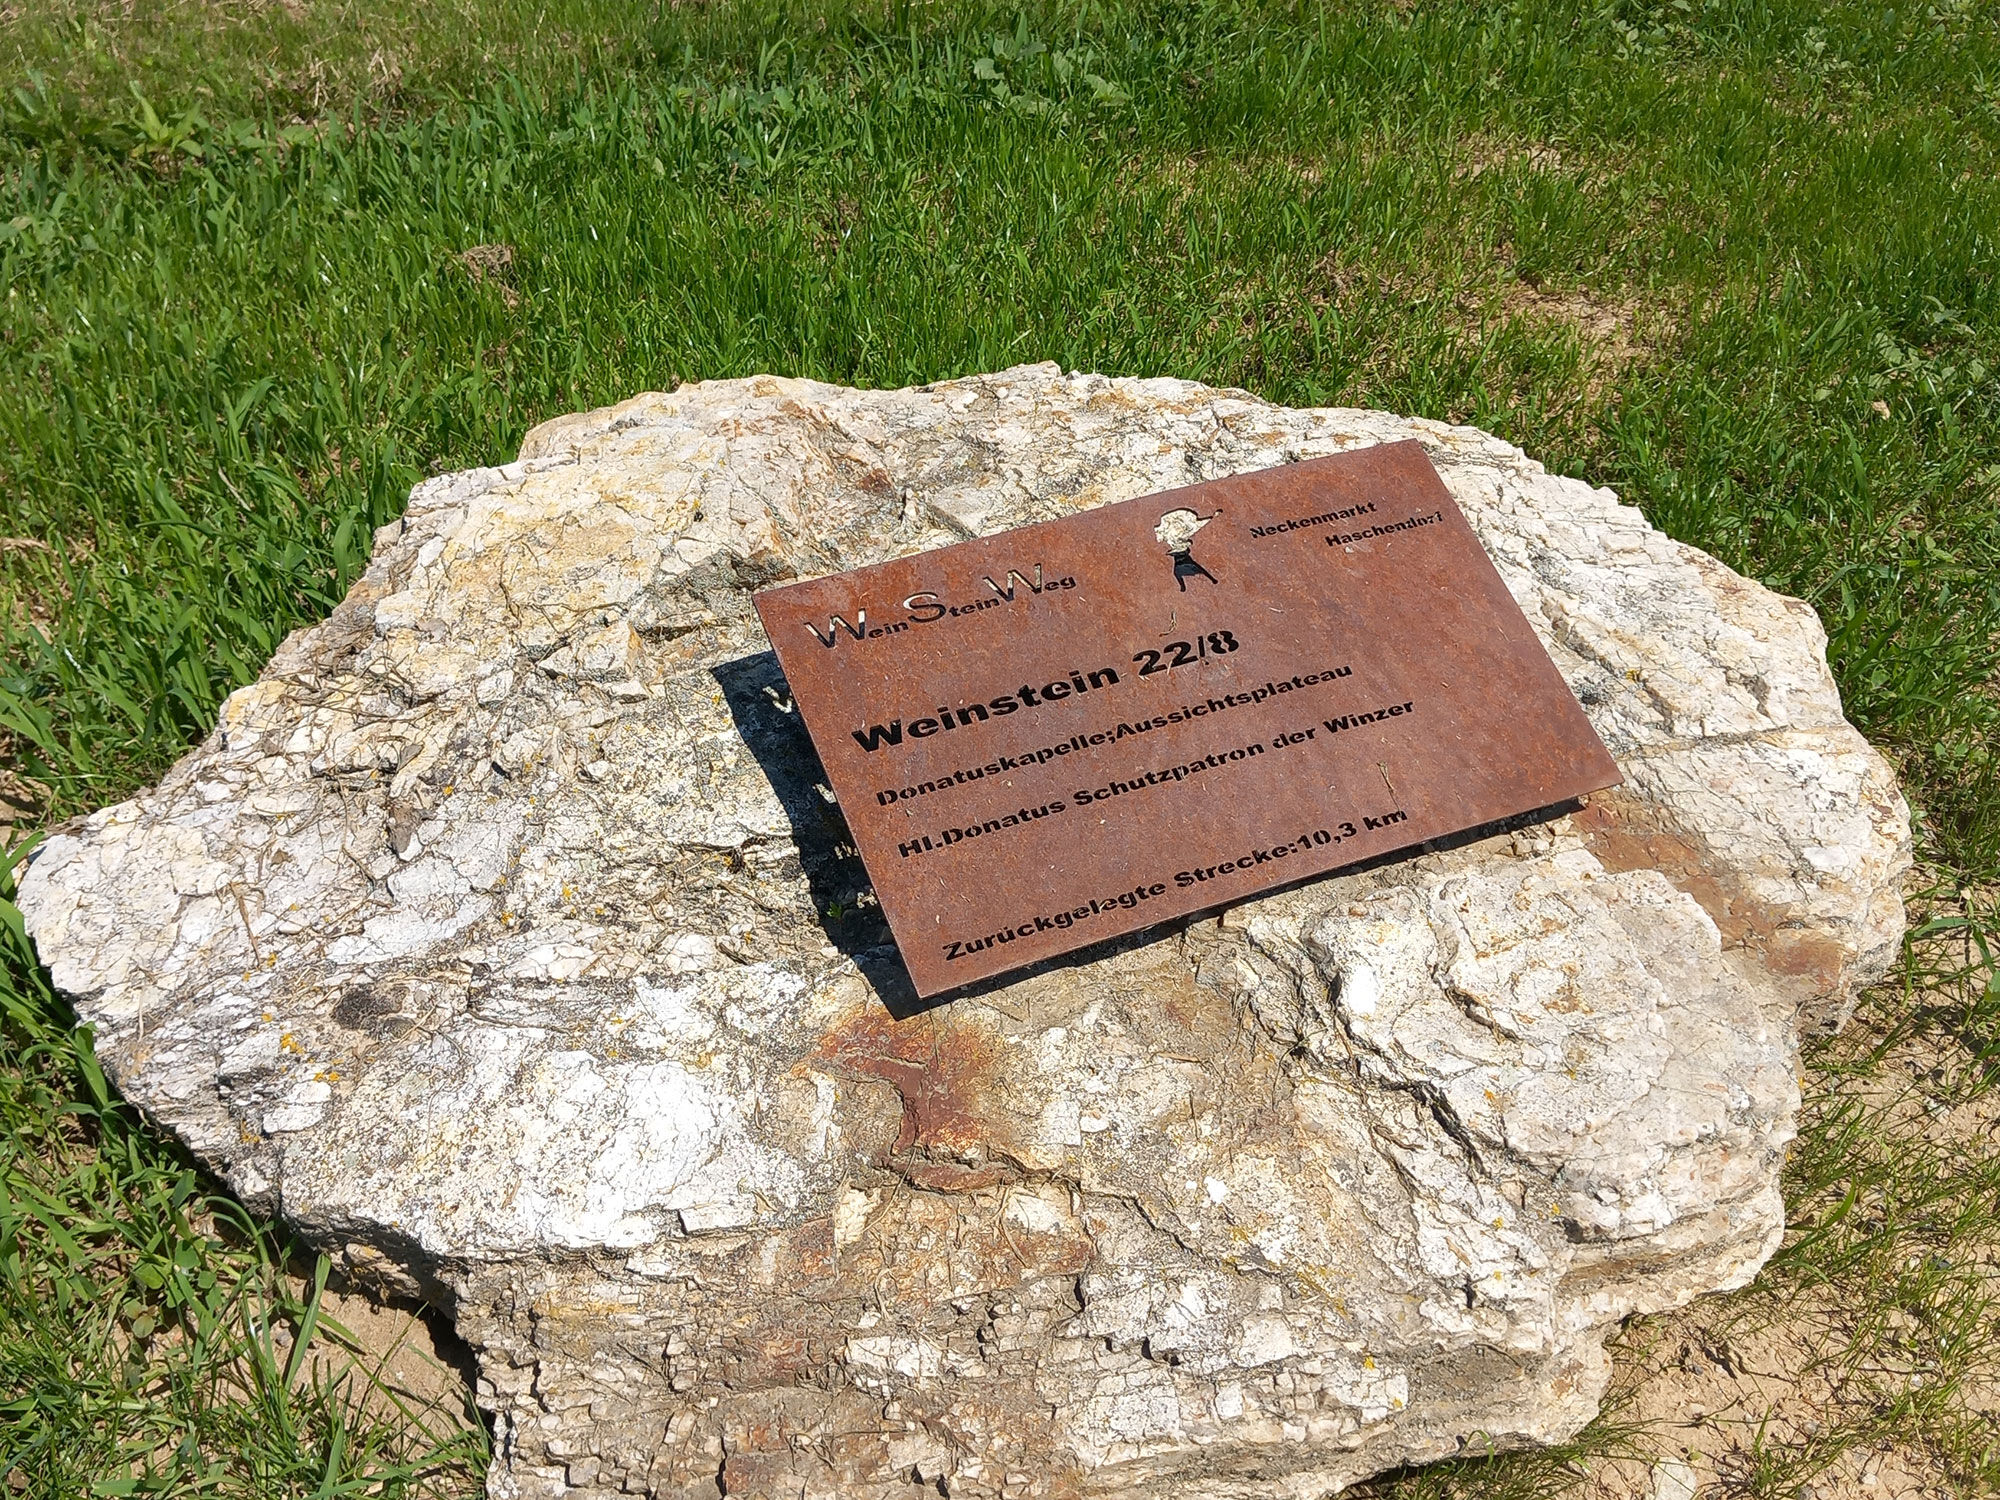 WeinSteinWeg
Neckenmarkt
Haschendorf
Weinstein 22/8
Donatuskapelle;Aussichtsplateau
Hl.Donatus Schutzpatron der Winzer
Zurückgelegte Strecke:10,3 km